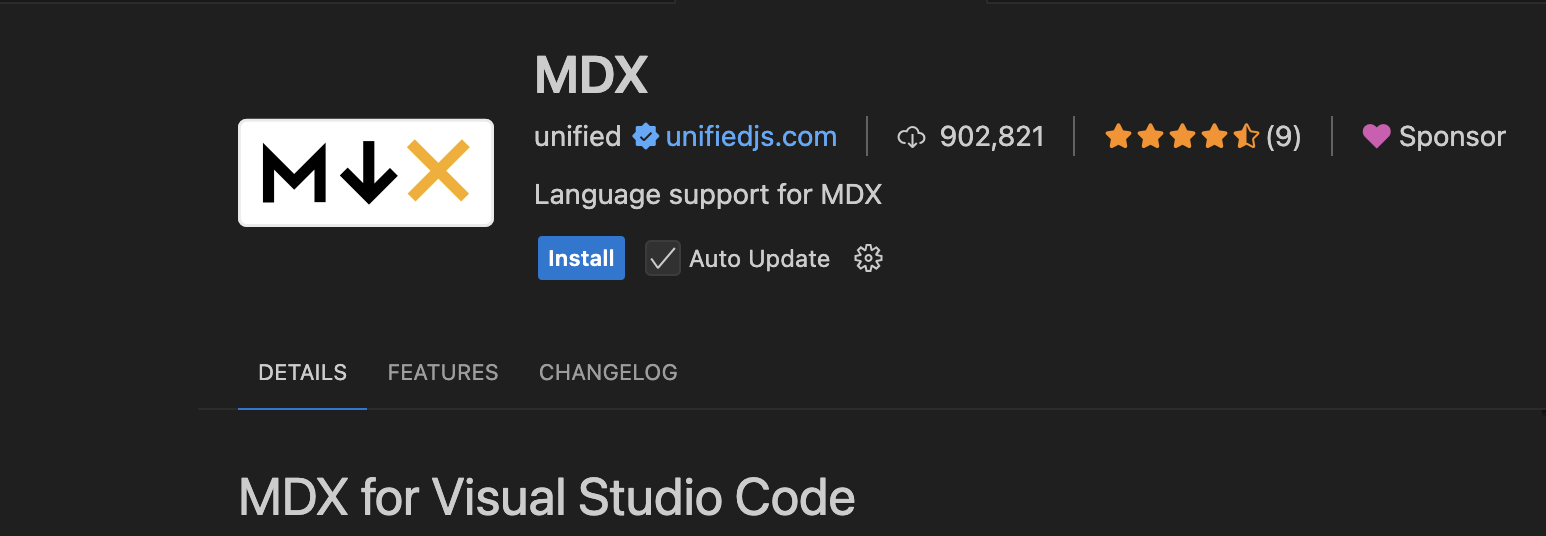 MDX
M↓X
unified unifiedjs.com 902,821 (9) Sponsor
Language support for MDX
Install Auto Update
DETAILS FEATURES CHANGELOG
MDX for Visual Studio Code